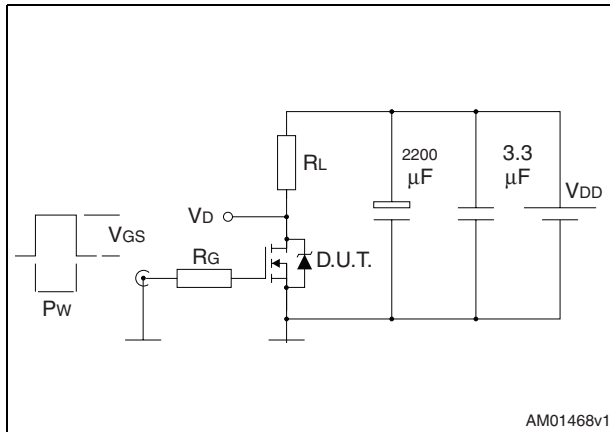 RL
2200
μF
3.3
μF
VDD
VD
VGS
RG
D.U.T.
PW
AM01468v1